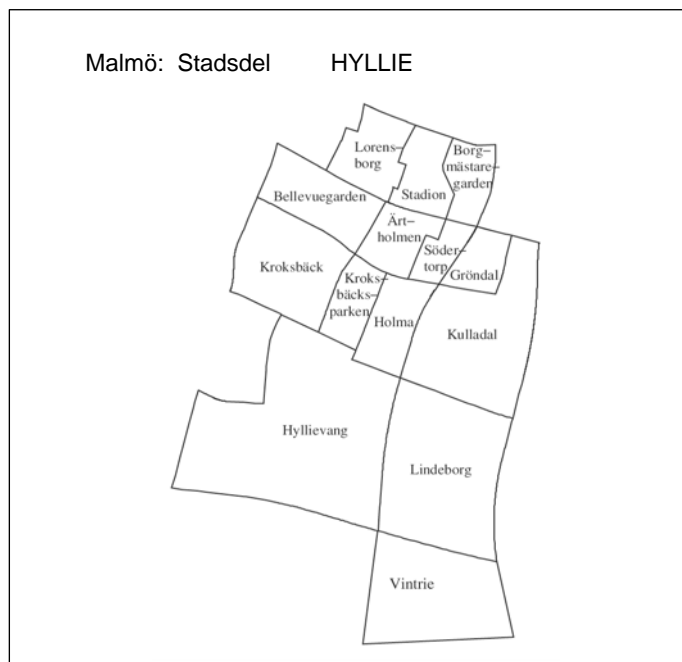 Malmö: Stadsdel HYLLIE
Lorens–
borg
Borg–
mästare–
garden
Stadion
Bellevuegarden
Ärt–
holmen
Söder–
torp
Gröndal
Kroksbäck
Kroks–
bäcks–
parken
Holma
Kulladal
Hyllievang
Lindeborg
Vintrie